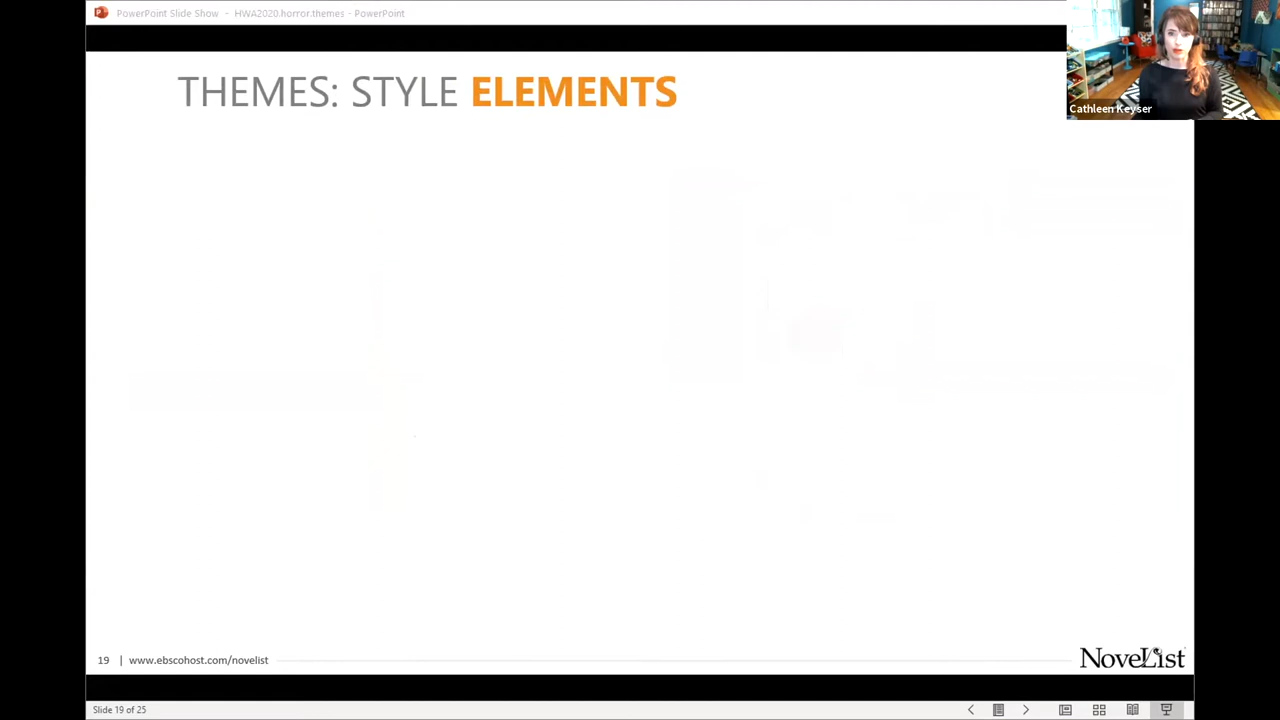 PowerPoint Slide Show - HWA2020.horror.themes - PowerPoint
THEMES: STYLE ELEMENTS
Cathleen Keyser
19 | www.ebscohost.com/novelist
NoveList
Slide 19 of 25